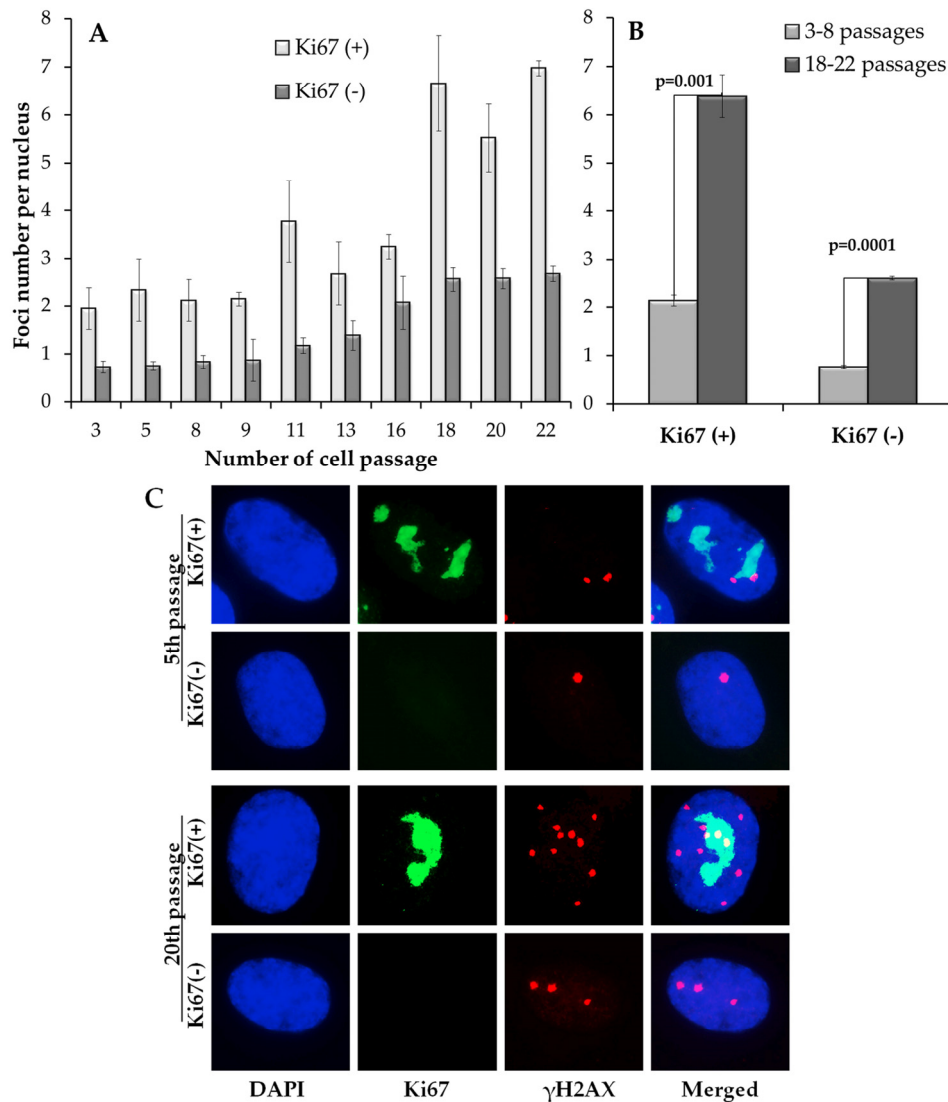 A
Ki67 (+)
Ki67 (-)
Foci number per nucleus
8
7
6
5
4
3
2
1
0
3 5 8 9 11 13 16 18 20 22
Number of cell passage
B
3-8 passages
18-22 passages
8
7
6
5
4
3
2
1
0
p=0.001
p=0.0001
Ki67 (+) Ki67 (-)
C
5th passage
Ki67(+)
Ki67(-)
20th passage
Ki67(+)
Ki67(-)
DAPI Ki67 γH2AX Merged